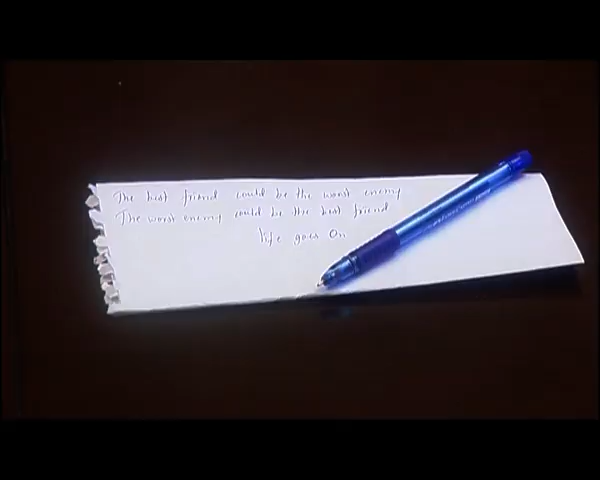 The best friend could be the worst enemy
The worst enemy could be the best friend
life goes On